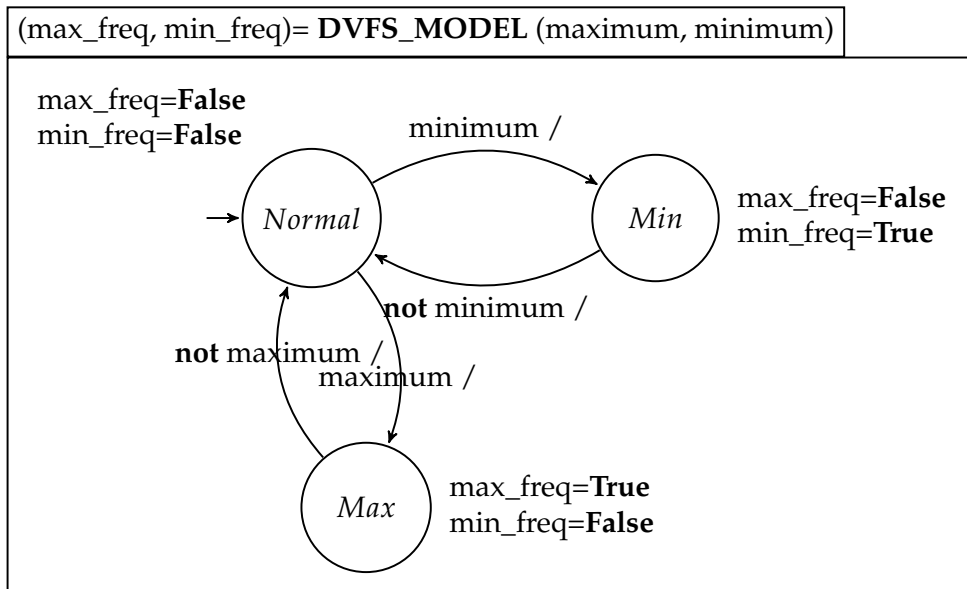 (max_freq, min_freq)= DVFS_MODEL (maximum, minimum)
max_freq=False
min_freq=False
minimum /
Normal
Min
max_freq=False
min_freq=True
not minimum /
not maximum /
maximum /
Max
max_freq=True
min_freq=False